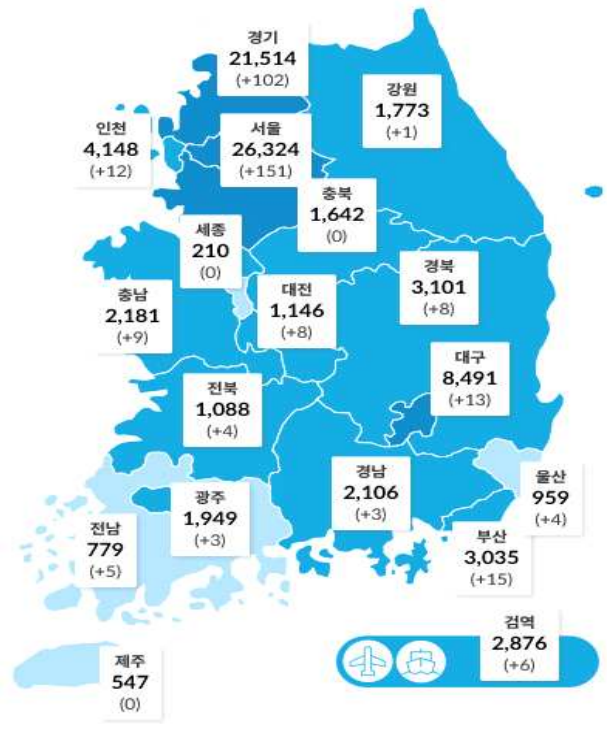 경기
21,514
(+102)
강원
1,773
(+1)
인천
4,148
(+12)
서울
26,324
(+151)
충북
1,642
(0)
세종
210
(0)
경북
3,101
(+8)
대전
1,146
(+8)
충남
2,181
(+9)
대구
8,491
(+13)
전북
1,088
(+4)
경남
2,106
(+3)
울산
959
(+4)
광주
1,949
(+3)
전남
779
(+5)
부산
3,035
(+15)
검역
2,876
(+6)
제주
547
(0)